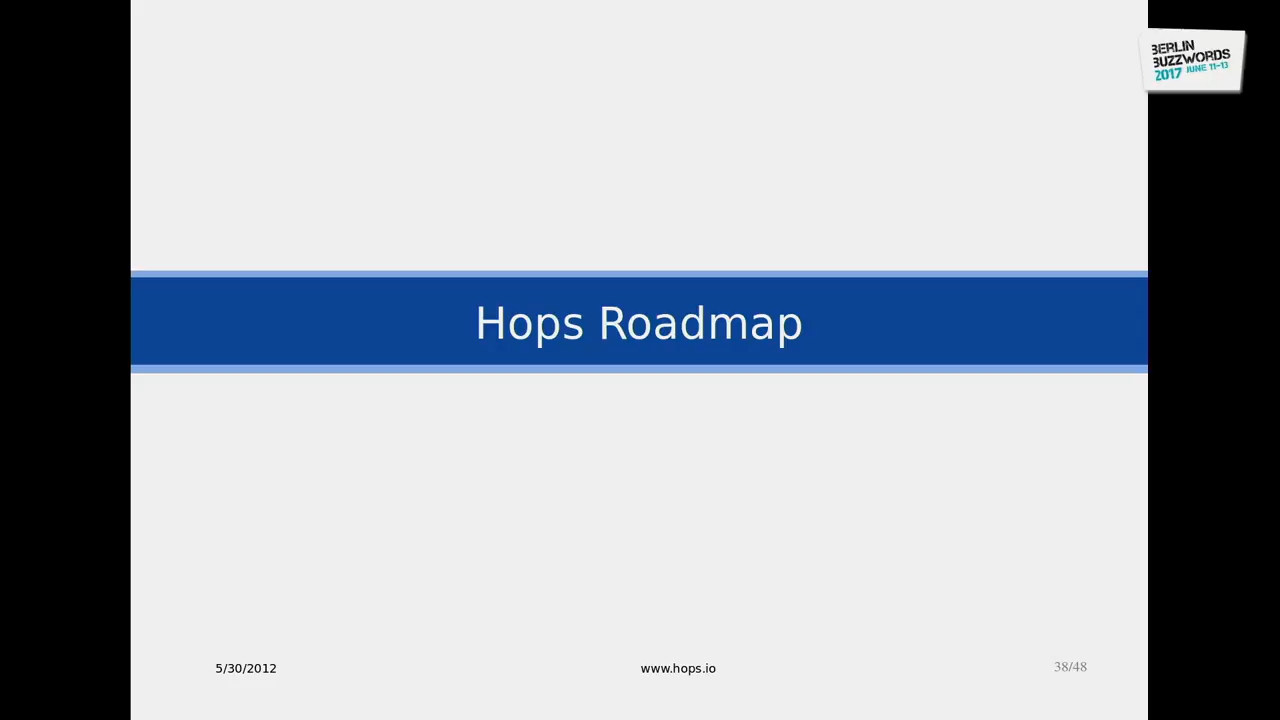 BERLIN
BUZZWORDS
2017 JUNE 11-13
Hops Roadmap
5/30/2012
www.hops.io
38/48